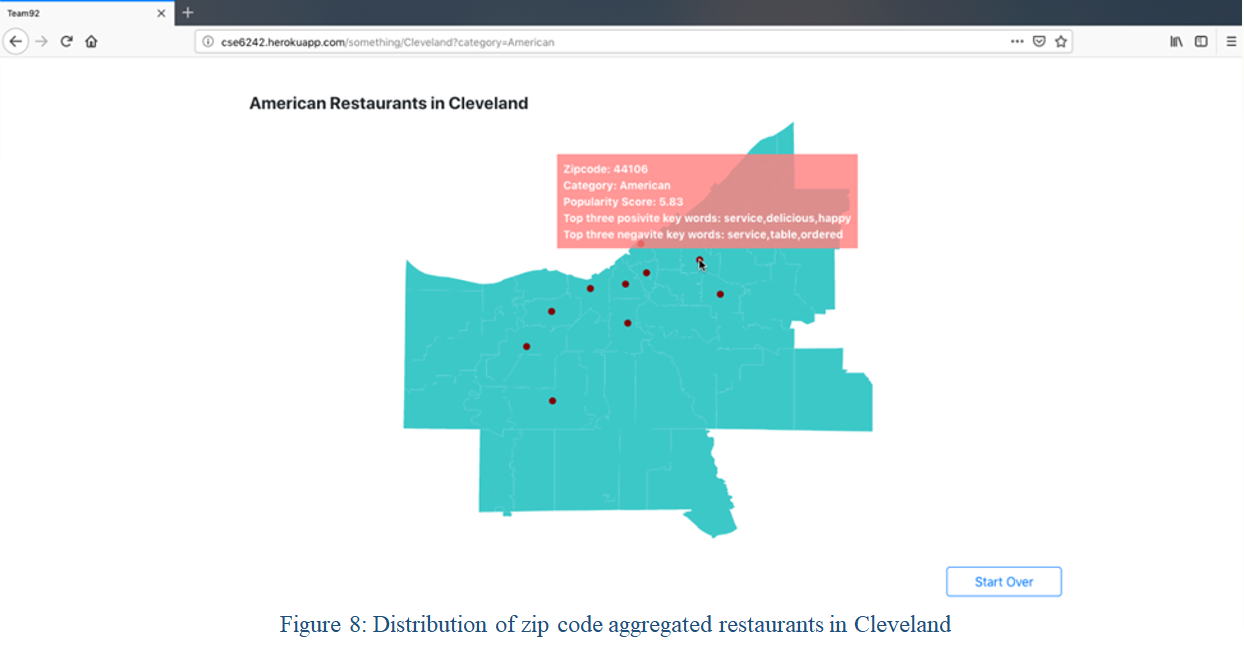 Team92
cse6242.herokuapp.com/something/Cleveland?category=American
American Restaurants in Cleveland
Zipcode: 44106
Category: American
Popularity Score: 5.83
Top three posivite key words: service,delicious,happy
Top three negavite key words: service,table,ordered
Start Over
Figure 8: Distribution of zip code aggregated restaurants in Cleveland